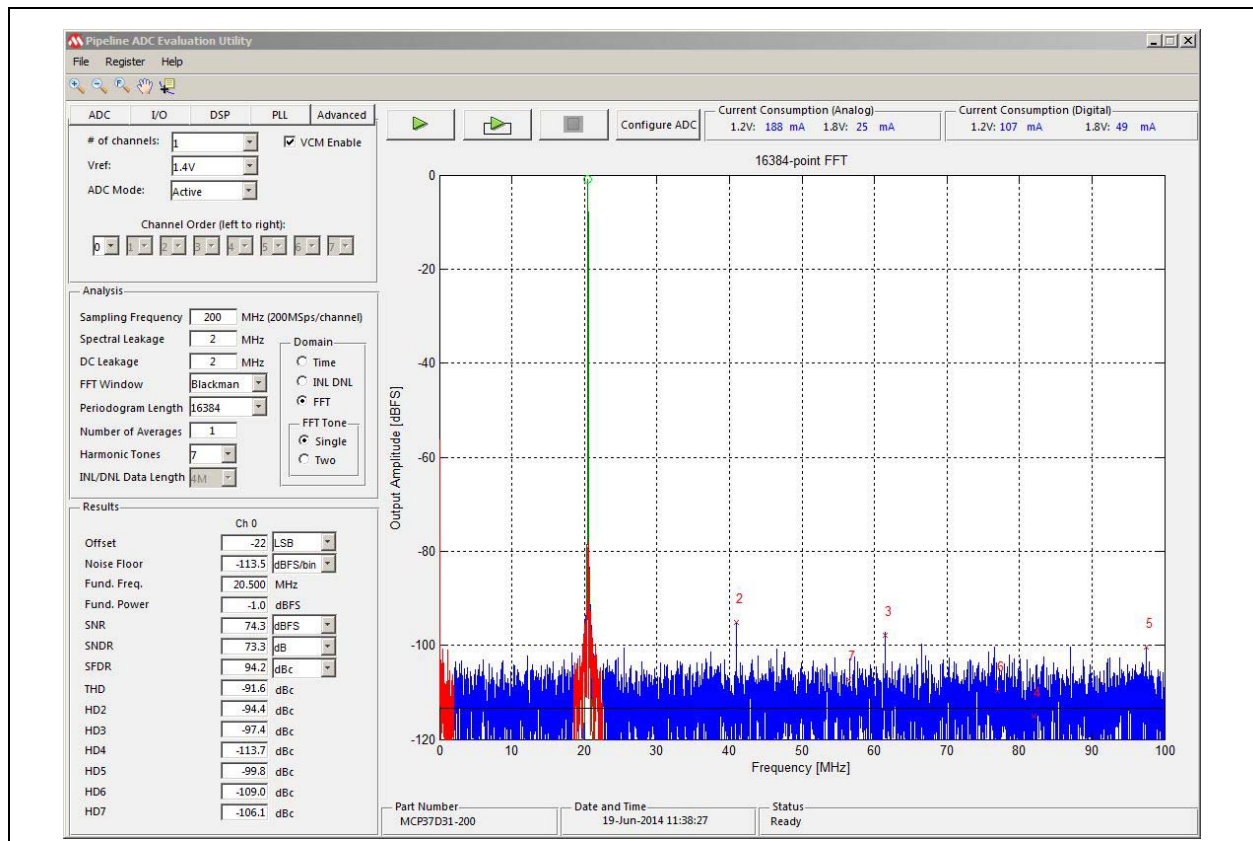 Pipeline ADC Evaluation Utility
File Register Help
ADC I/O DSP PLL Advanced
# of channels: 1 VCM Enable
Vref: 1.4V
ADC Mode: Active
Channel Order (left to right):
0 1 2 3 4 5 6 7
Analysis
Sampling Frequency 200 MHz (200MSps/channel)
Spectral Leakage 2 MHz
DC Leakage 2 MHz
FFT Window Blackman
Periodogram Length 16384
Number of Averages 1
Harmonic Tones 7
INL/DNL Data Length 4M
Domain
Time
INL DNL
FFT
FFT Tone
Single
Two
Results
Ch 0
Offset -22 LSB
Noise Floor -113.5 dBFS/bin
Fund. Freq. 20.500 MHz
Fund. Power -1.0 dBFS
SNR 74.3 dBFS
SNDR 73.3 dB
SFDR 94.2 dBc
THD -91.6 dBc
HD2 -94.4 dBc
HD3 -97.4 dBc
HD4 -113.7 dBc
HD5 -99.8 dBc
HD6 -109.0 dBc
HD7 -106.1 dBc
Configure ADC
Current Consumption (Analog)
1.2V: 188 mA 1.8V: 25 mA
Current Consumption (Digital)
1.2V: 107 mA 1.8V: 49 mA
16384-point FFT
Output Amplitude [dBFS]
0
-20
-40
-60
-80
-100
-120
2
3
5
7
6
4
0 10 20 30 40 50 60 70 80 90 100
Frequency [MHz]
Part Number
MCP37D31-200
Date and Time
19-Jun-2014 11:38:27
Status
Ready